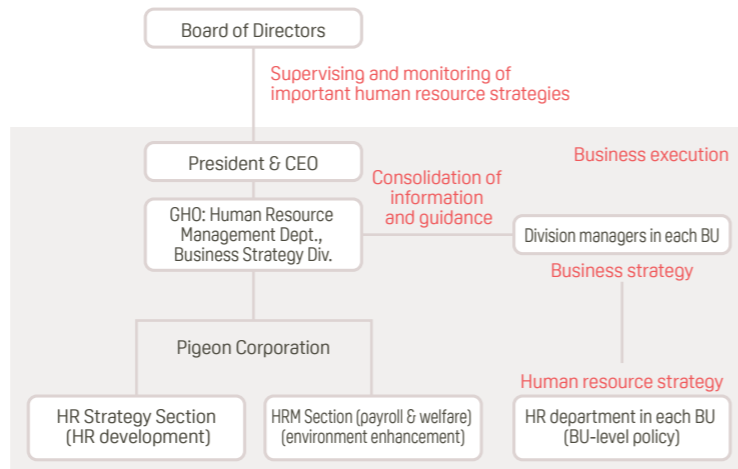 Board of Directors
Supervising and monitoring of
important human resource strategies
Business execution
President & CEO
Consolidation of
information
and guidance
GHO: Human Resource
Management Dept.,
Business Strategy Div.
Division managers in each BU
Business strategy
Pigeon Corporation
Human resource strategy
HR Strategy Section
(HR development)
HRM Section (payroll & welfare)
(environment enhancement)
HR department in each BU
(BU-level policy)